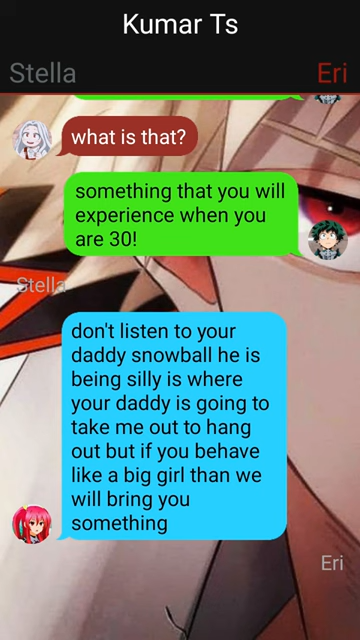 Kumar Ts
Stella
Eri
what is that?
something that you will
experience when you
are 30!
Stella
don't listen to your
daddy snowball he is
being silly is where
your daddy is going to
take me out to hang
out but if you behave
like a big girl than we
will bring you
something
Eri